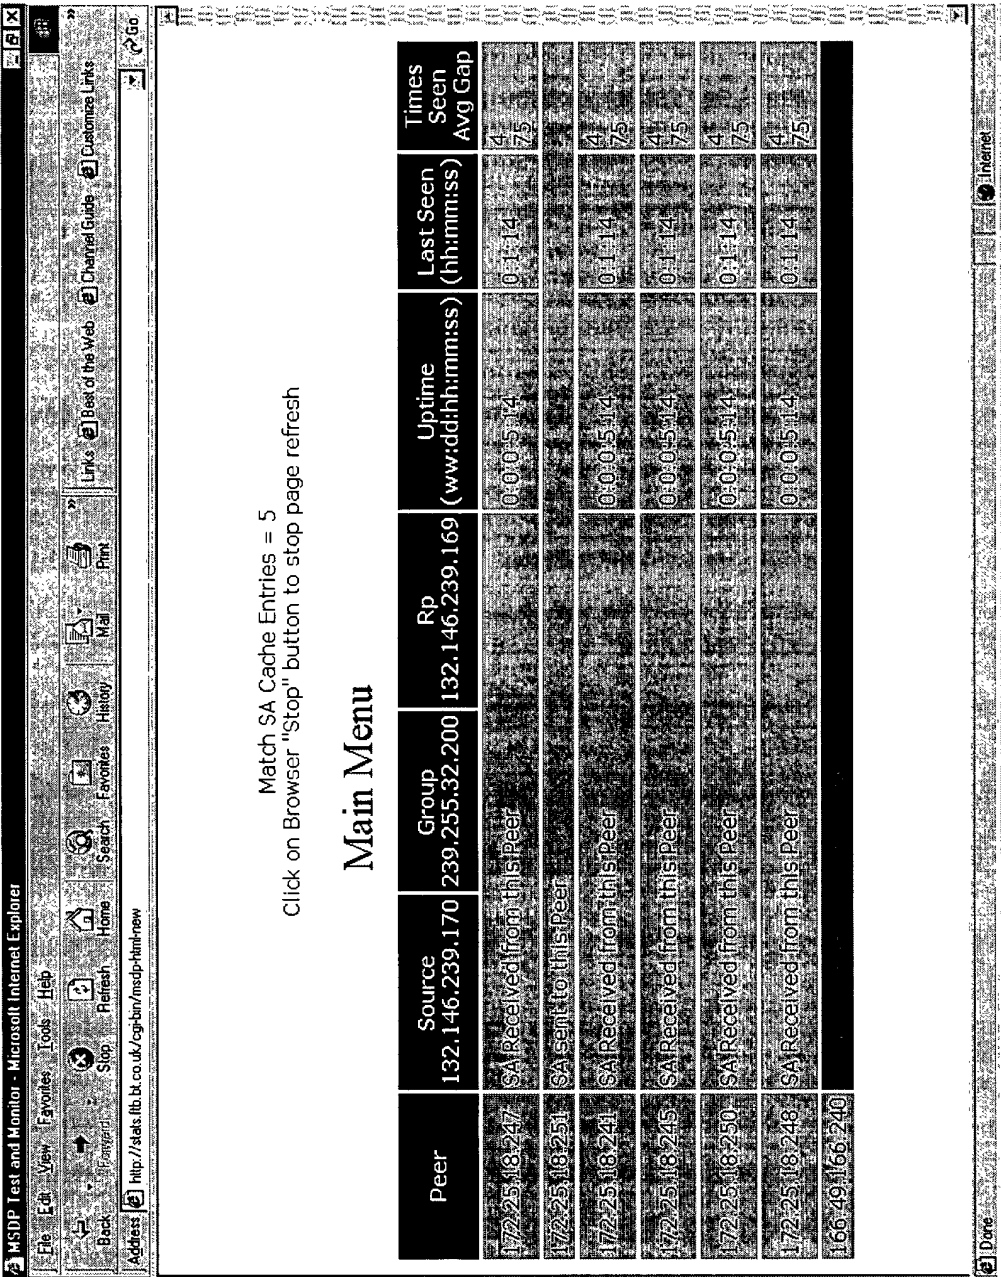 MSDP Test and Monitor - Microsoft Internet Explorer
File Edit View Favorites Tools Help
Back Forward Stop Refresh Home Search Favorites History Mail Print » Links Best of the Web Channel Guide Customize Links »
Address http://stats.ftb.bt.co.uk/cgi-bin/msdp-html-new Go
Match SA Cache Entries = 5
Click on Browser "Stop" button to stop page refresh
Main Menu
Peer Source Group Rp Uptime Last Seen Times
132.146.239.170 239.255.32.200 132.146.239.169 (ww:dd:hh:mm:ss) (hh:mm:ss) Seen
Avg Gap
172.25.18.247 SA Received from this Peer 0:0:0:5:14 0:1:14 4
75
172.25.18.251 SA sent to this Peer
172.25.18.241 SA Received from this Peer 0:0:0:5:14 0:1:14 4
75
172.25.18.245 SA Received from this Peer 0:0:0:5:14 0:1:14 4
75
172.25.18.250 SA Received from this Peer 0:0:0:5:14 0:1:14 4
75
172.25.18.248 SA Received from this Peer 0:0:0:5:14 0:1:14 4
75
166.49.166.240
Done Internet